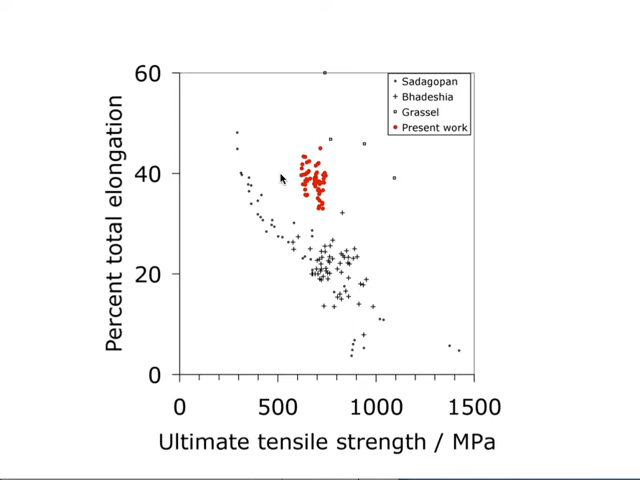 60
Sadagopan
Bhadeshia
Grassel
Present work
40
20
0
Percent total elongation
0 500 1000 1500
Ultimate tensile strength / MPa